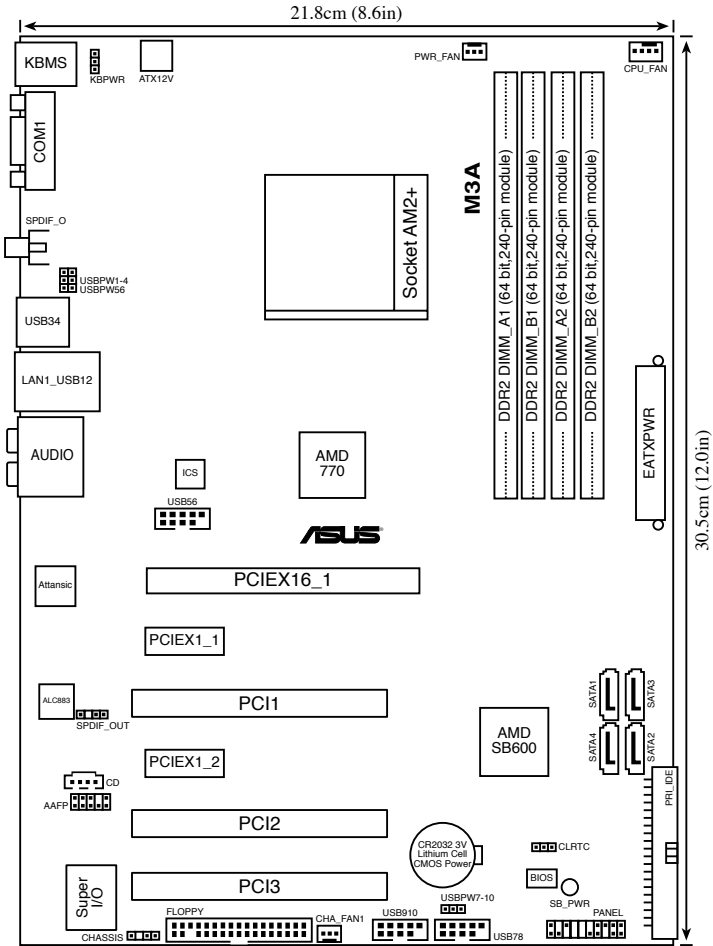 21.8cm (8.6in)
KBMS
KBPWR
ATX12V
PWR_FAN
CPU_FAN
COM1
M3A
Socket AM2+
DDR2 DIMM_A1 (64 bit,240-pin module)
DDR2 DIMM_B1 (64 bit,240-pin module)
DDR2 DIMM_A2 (64 bit,240-pin module)
DDR2 DIMM_B2 (64 bit,240-pin module)
SPDIF_O
USBPW1-4
USBPW56
USB34
LAN1_USB12
AUDIO
ICS
USB56
AMD
770
EATXPWR
30.5cm (12.0in)
ASUS®
Attansic
PCIEX16_1
PCIEX1_1
ALC883
SPDIF_OUT
PCI1
AMD
SB600
SATA1
SATA3
SATA4
SATA2
PCIEX1_2
CD
AAFP
PRI_IDE
PCI2
CR2032 3V
Lithium Cell
CMOS Power
CLRTC
BIOS
SB_PWR
Super
I/O
PCI3
USBPW7-10
CHASSIS
FLOPPY
CHA_FAN1
USB910
USB78
PANEL